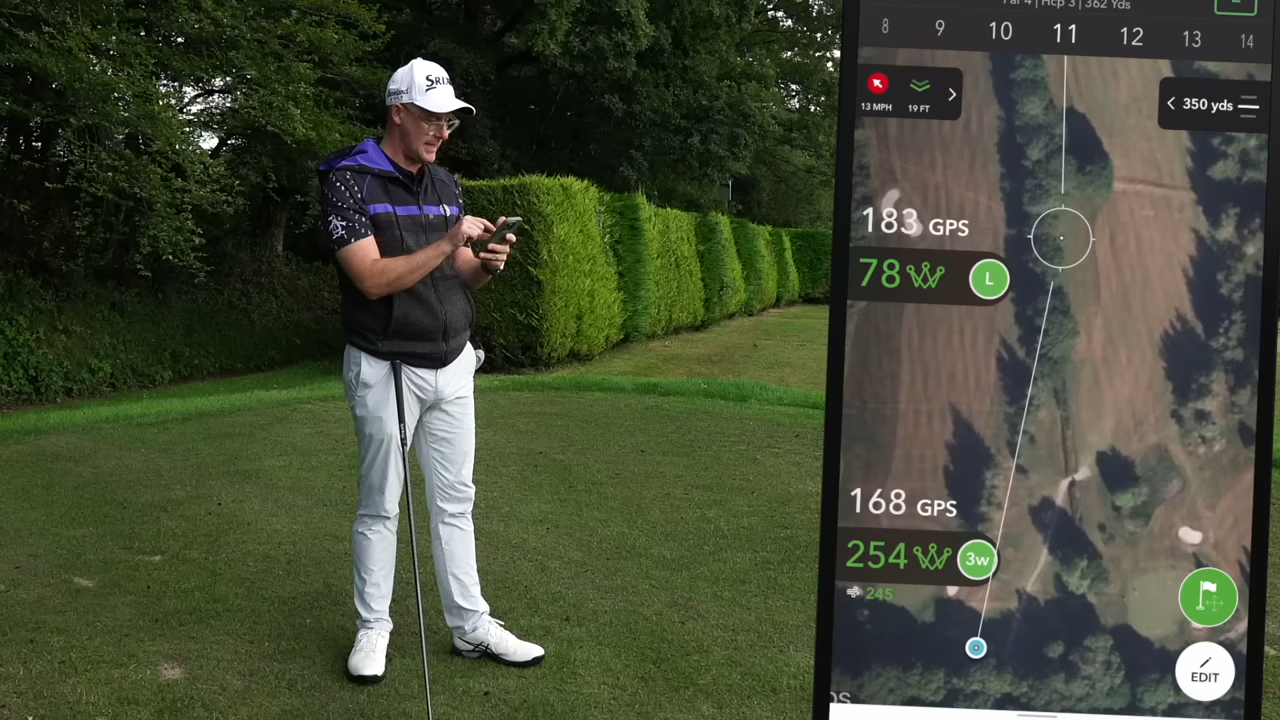 Par 4 | Hcp 3 | 362 Yds
8 9 10 11 12 13 14
13 MPH
19 FT
350 yds
183 GPS
78
L
168 GPS
254
3w
245
EDIT
SRIX